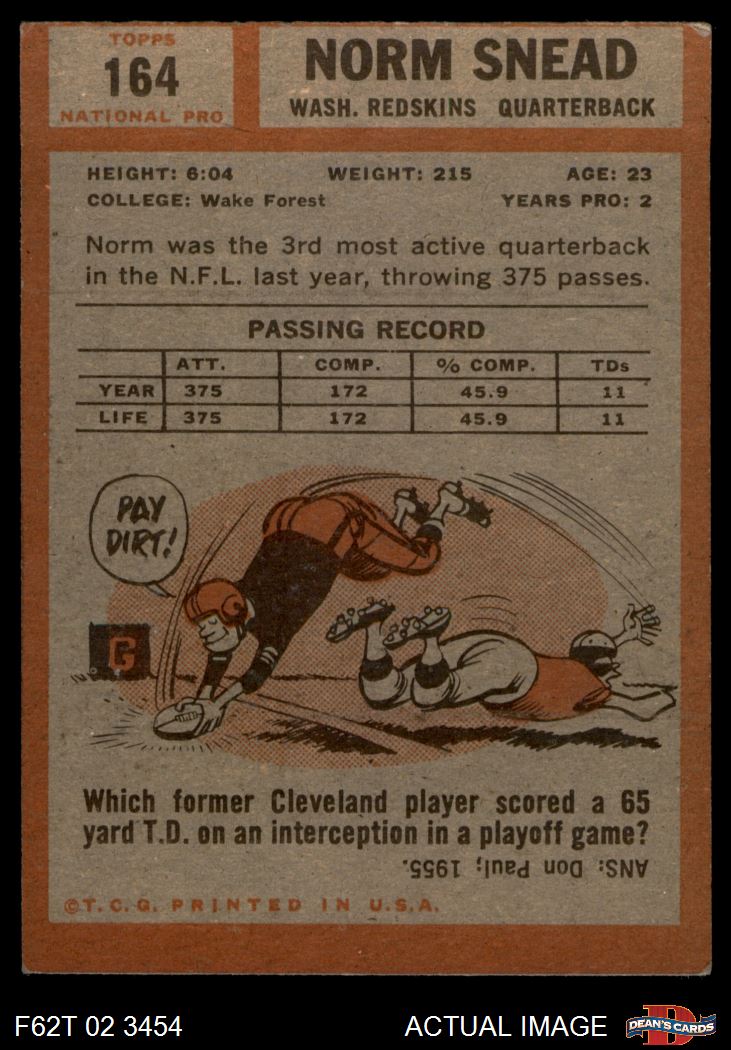 TOPPS
164
NATIONAL PRO
NORM SNEAD
WASH. REDSKINS QUARTERBACK
HEIGHT: 6:04 WEIGHT: 215 AGE: 23
COLLEGE: Wake Forest YEARS PRO: 2
Norm was the 3rd most active quarterback
in the N.F.L. last year, throwing 375 passes.
PASSING RECORD
ATT. COMP. % COMP. TDs
YEAR 375 172 45.9 11
LIFE 375 172 45.9 11
PAY
DIRT!
G
Which former Cleveland player scored a 65
yard T.D. on an interception in a playoff game?
ANS: Don Paul; 1955.
©T.C.G. PRINTED IN U.S.A.
F62T 02 3454 ACTUAL IMAGE
D
DEAN'S CARDS